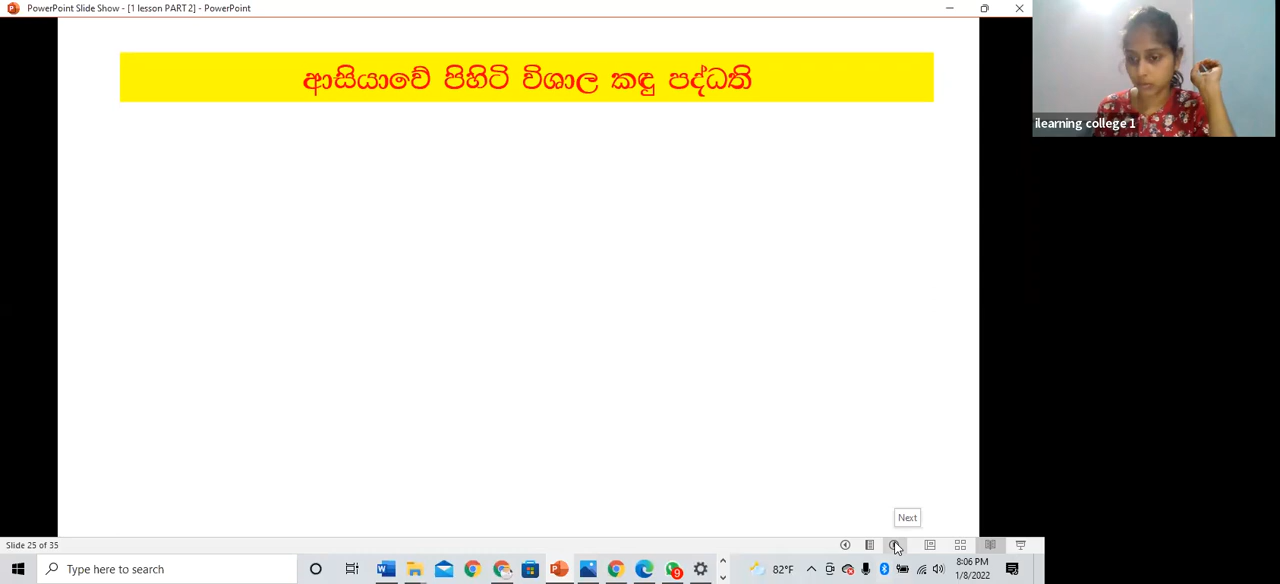 PowerPoint Slide Show - [1 lesson PART 2] - PowerPoint
ආසියාවේ පිහිටි විශාල කඳු පද්ධති
ilearning college 1
Next
Slide 25 of 35
Type here to search
9
82°F
8:06 PM
1/8/2022